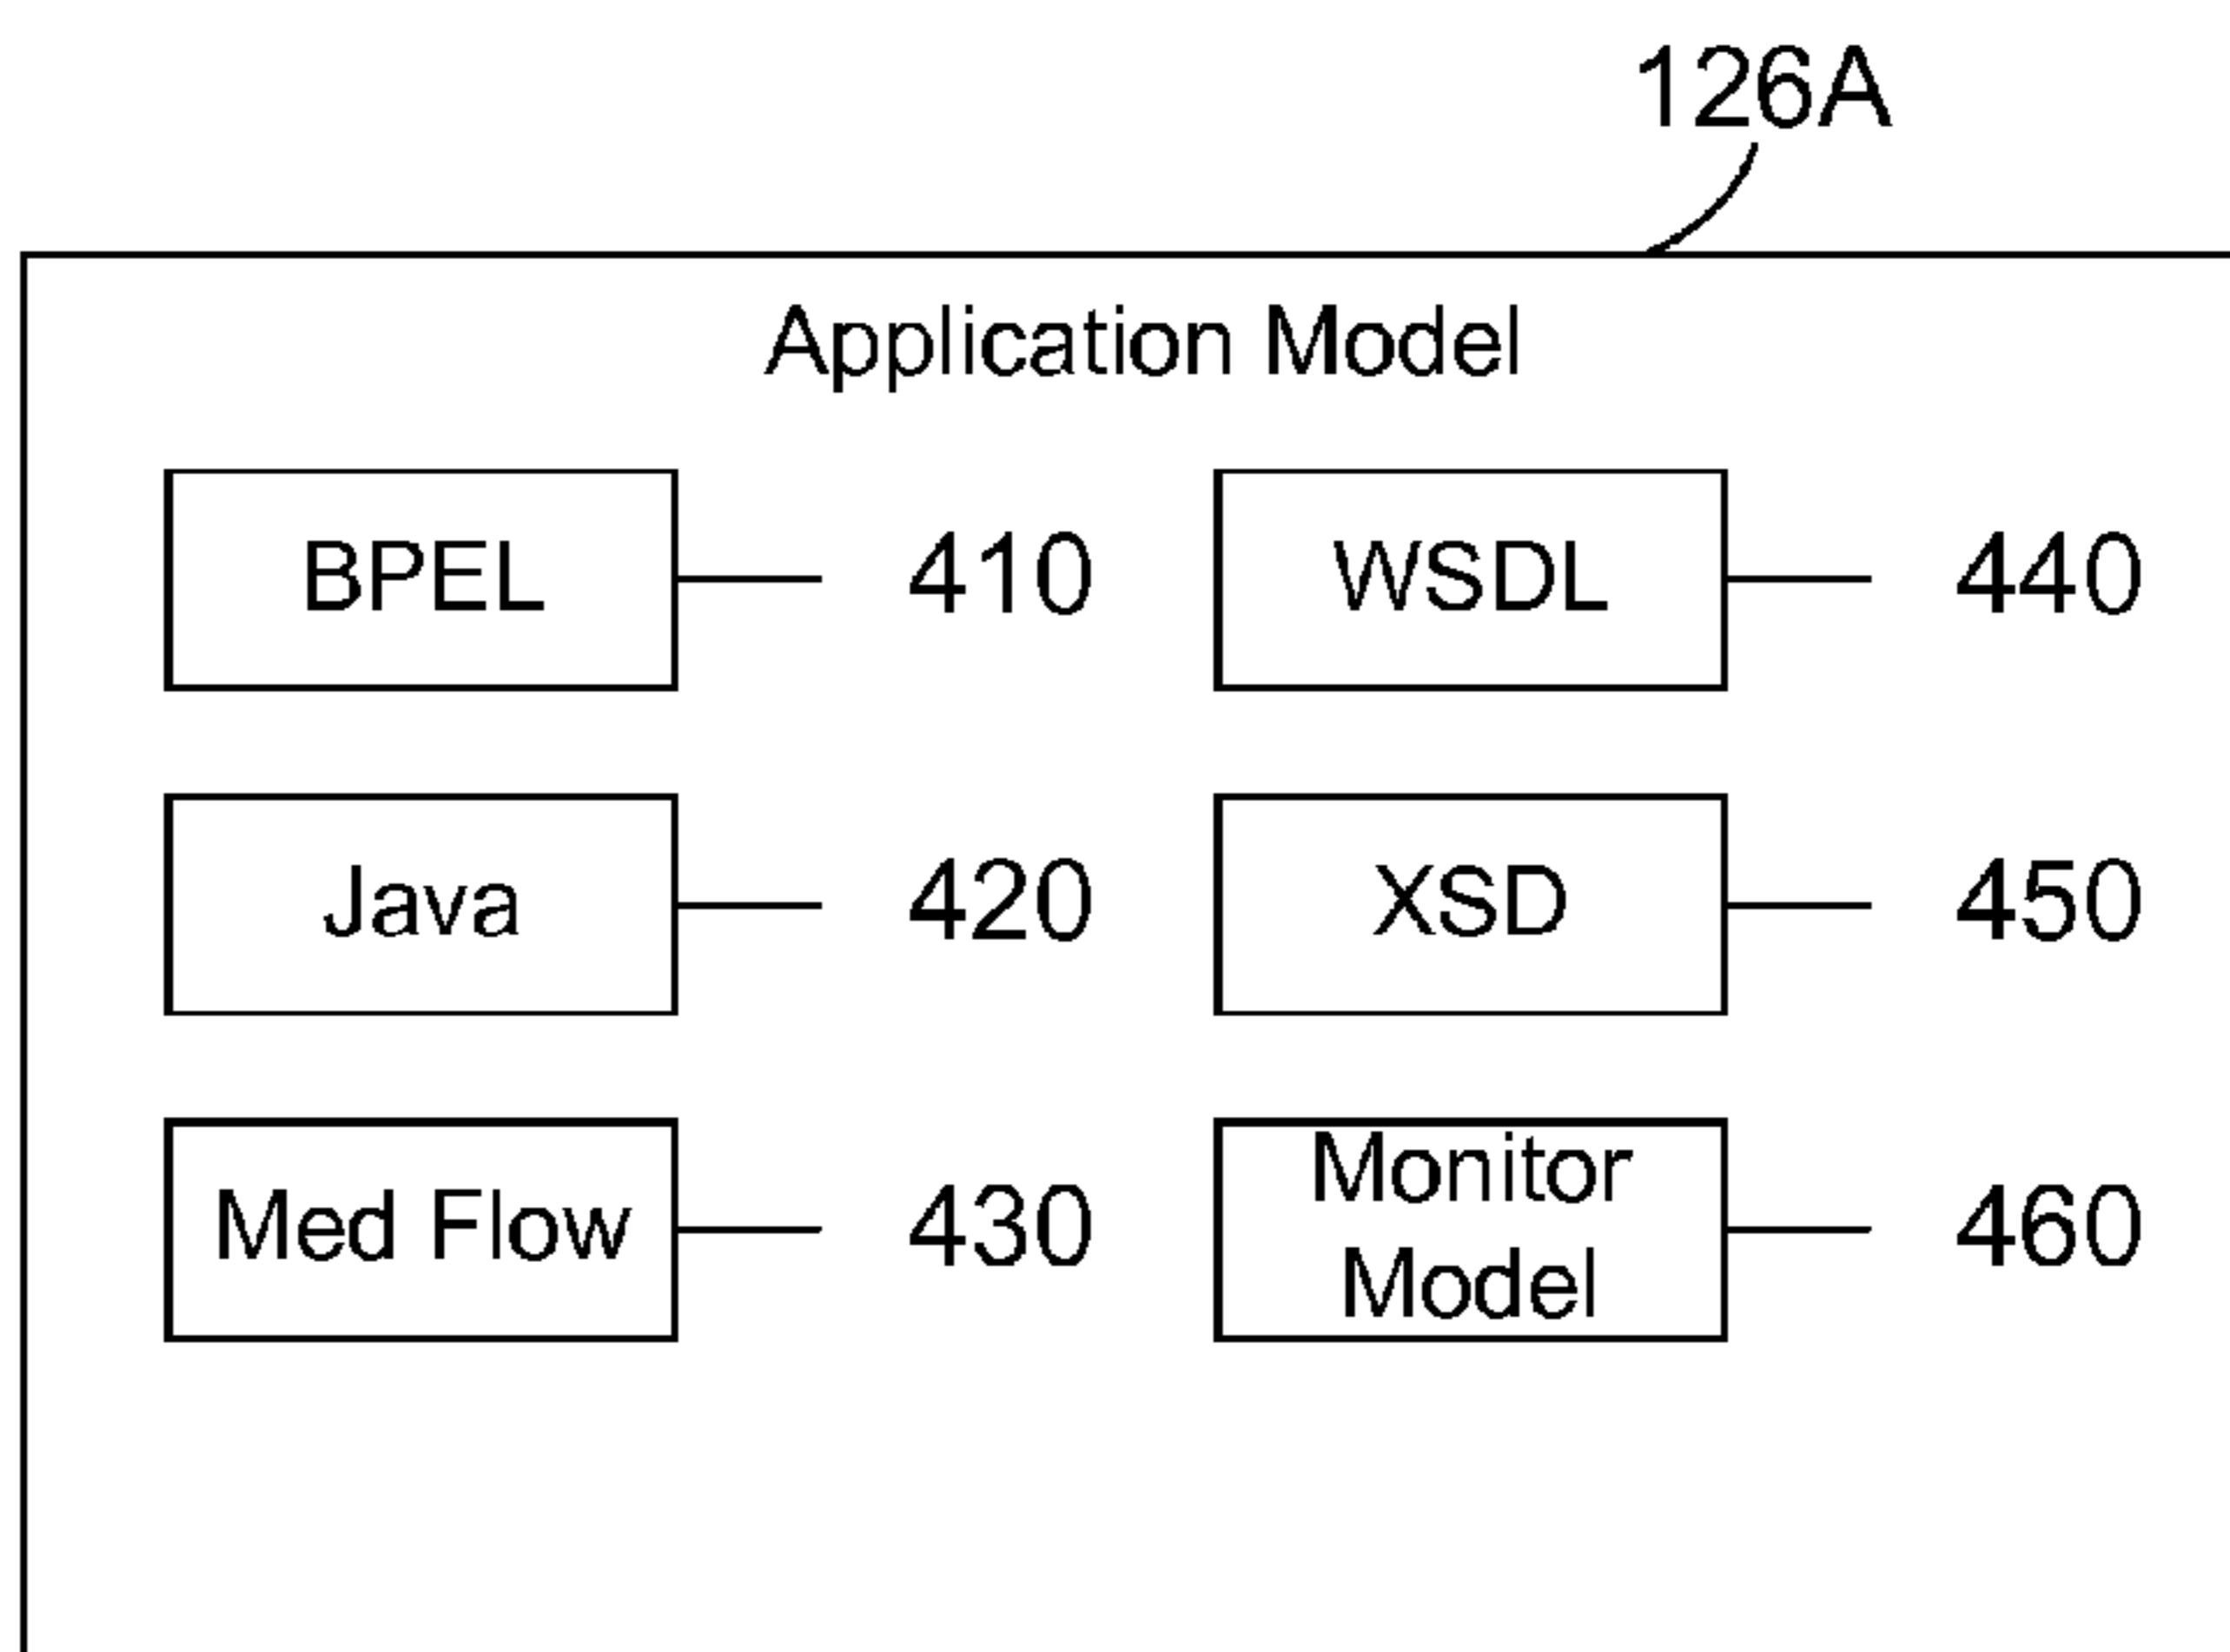 126A
Application Model
BPEL 410 WSDL 440
Java 420 XSD 450
Med Flow 430 Monitor Model 460